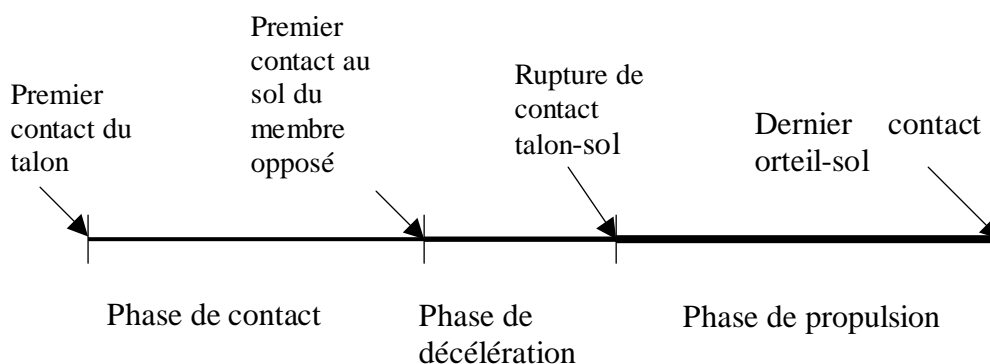 Premier
contact du
talon
Premier
contact au
sol du
membre
opposé
Rupture de
contact
talon-sol
Dernier contact
orteil-sol
Phase de contact
Phase de
décélération
Phase de propulsion